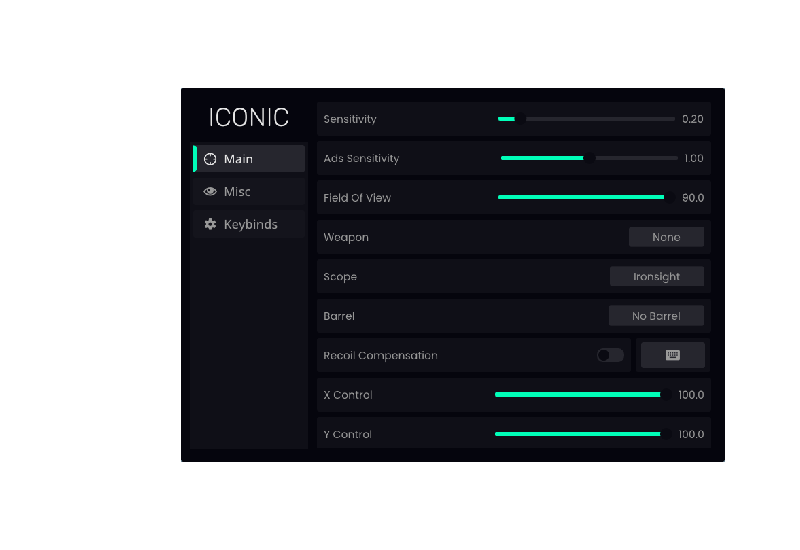 ICONIC
Main
Misc
Keybinds
Sensitivity 0.20
Ads Sensitivity 1.00
Field Of View 90.0
Weapon None
Scope Ironsight
Barrel No Barrel
Recoil Compensation
X Control 100.0
Y Control 100.0